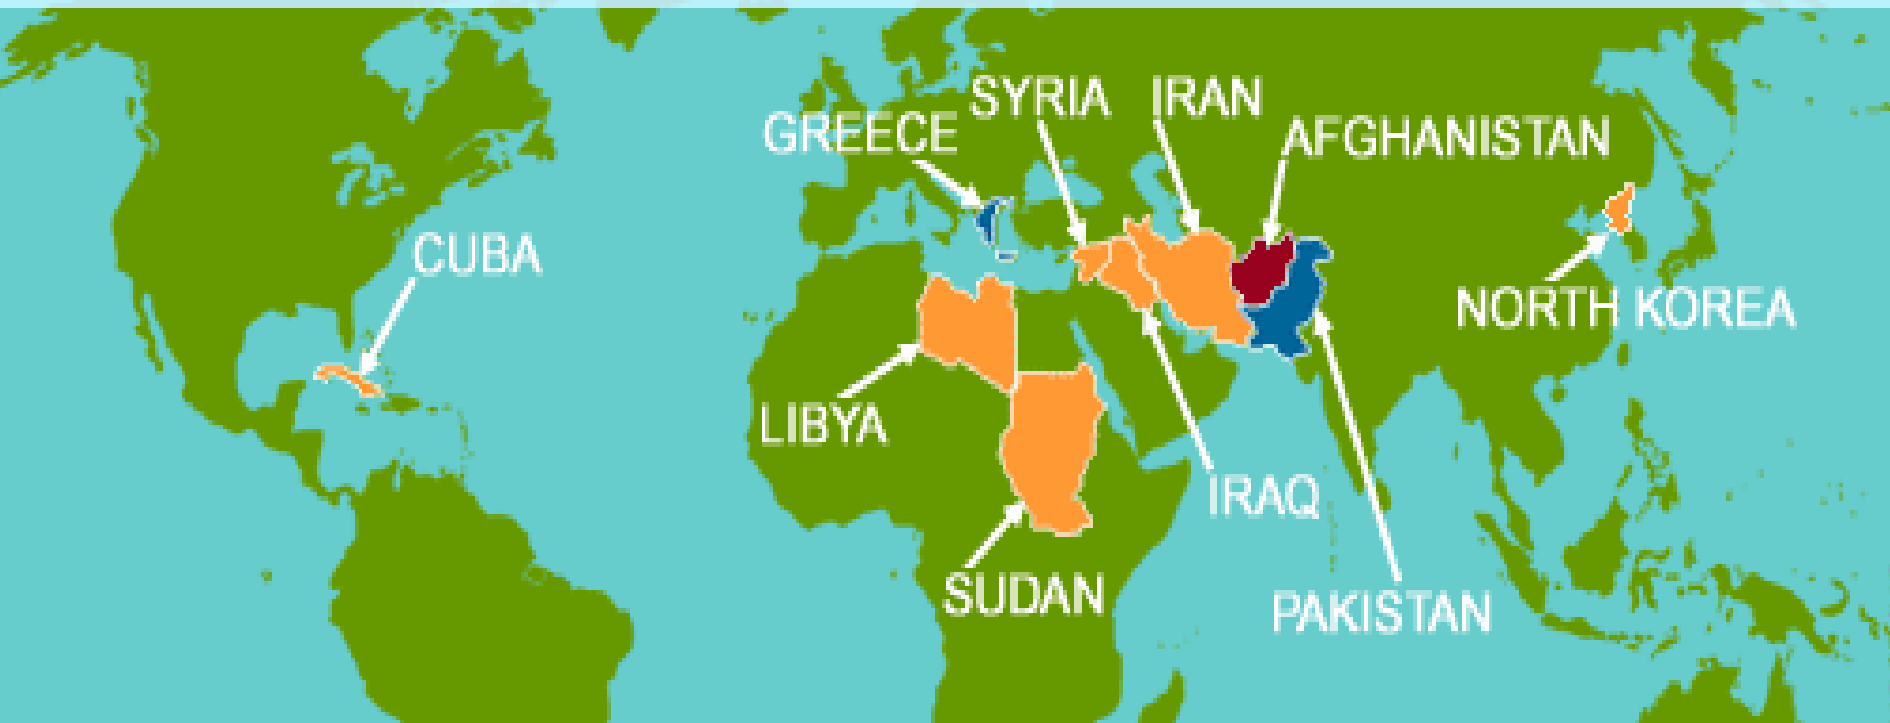 SYRIA
IRAN
GREECE
AFGHANISTAN
CUBA
NORTH KOREA
LIBYA
IRAQ
SUDAN
PAKISTAN